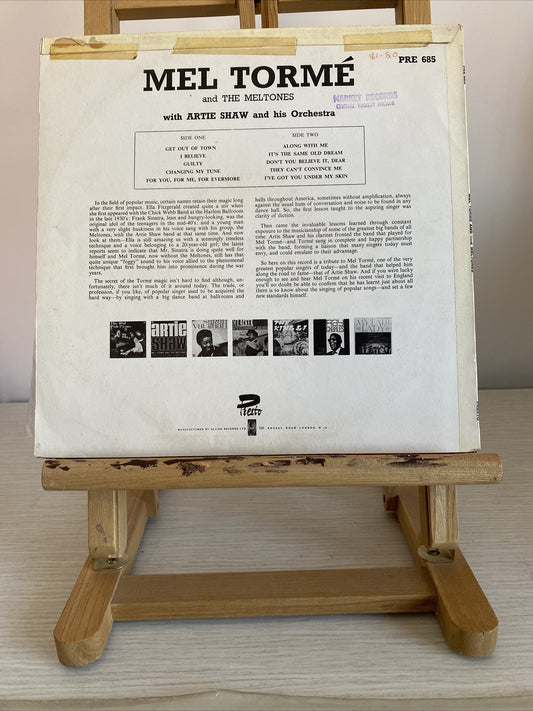 $1-50
PRE 685
MEL TORMÉ
and THE MELTONES
MARKET RECORDS
with ARTIE SHAW and his Orchestra
SIDE ONE
GET OUT OF TOWN
I BELIEVE
GUILTY
CHANGING MY TUNE
FOR YOU, FOR ME, FOR EVERMORE
SIDE TWO
ALONG WITH ME
IT'S THE SAME OLD DREAM
DON'T YOU BELIEVE IT, DEAR
THEY CAN'T CONVINCE ME
I'VE GOT YOU UNDER MY SKIN
In the field of popular music, certain names retain their magic long
after their first impact. Ella Fitzgerald created quite a stir when
she first appeared with the Chick Webb Band at the Harlem Ballroom
in the late 1930's: Frank Sinatra, lean and hungry-looking, was the
original idol of the teenagers in the mid-40's; and a young man
with a very slight huskiness in his voice sang with his group, the
Meltones, with the Artie Shaw band at that same time. And now
look at them—Ella is still amazing us with a seemingly timeless
technique and a voice belonging to a 20-year-old girl; the latest
reports seem to indicate that Mr. Sinatra is doing quite well for
himself and Mel Tormé, now without the Meltones, still has that
quite unique "foggy" sound to his voice allied to the phenomenal
technique that first brought him into prominence during the war
years.
The secret of the Tormé magic isn't hard to find although, un-
fortunately, there isn't much of it around today. The trade, or
profession, if you like, of popular singer used to be acquired the
hard way—by singing with a big dance band at ballrooms and
halls throughout America, sometimes without amplification, always
against the usual hum of conversation and noise to be found in any
dance hall. So, the first lesson taught to the aspiring singer was
clarity of diction.
Then came the invaluable lessons learned through constant
exposure to the musicianship of some of the greatest big bands of all
time. Artie Shaw and his clarinet fronted the band that played for
Mel Tormé—and Tormé sang in complete and happy partnership
with the band, forming a liaison that many singers today must
envy, and could emulate to their advantage.
So here on this record is a tribute to Mel Tormé, one of the very
greatest popular singers of today—and the band that helped him
along the road to fame—that of Artie Shaw. And if you were lucky
enough to see and hear Mel Tormé on his recent visit to England
you'll no doubt be able to confirm that he has learnt just about all
there is to know about the singing of popular songs—and set a few
new standards himself.
ARTIE
SHAW
Presto
MANUFACTURED BY ALLIED RECORDS LTD.
KENSAL ROAD LONDON W 10